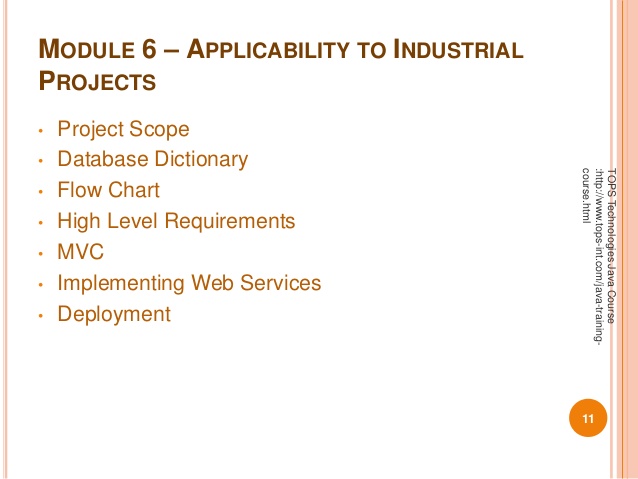 MODULE 6 – APPLICABILITY TO INDUSTRIAL
PROJECTS
• Project Scope
• Database Dictionary
• Flow Chart
• High Level Requirements
• MVC
• Implementing Web Services
• Deployment
TOPS Technologies Java Course
:http://www.tops-int.com/java-training-
course.html
11